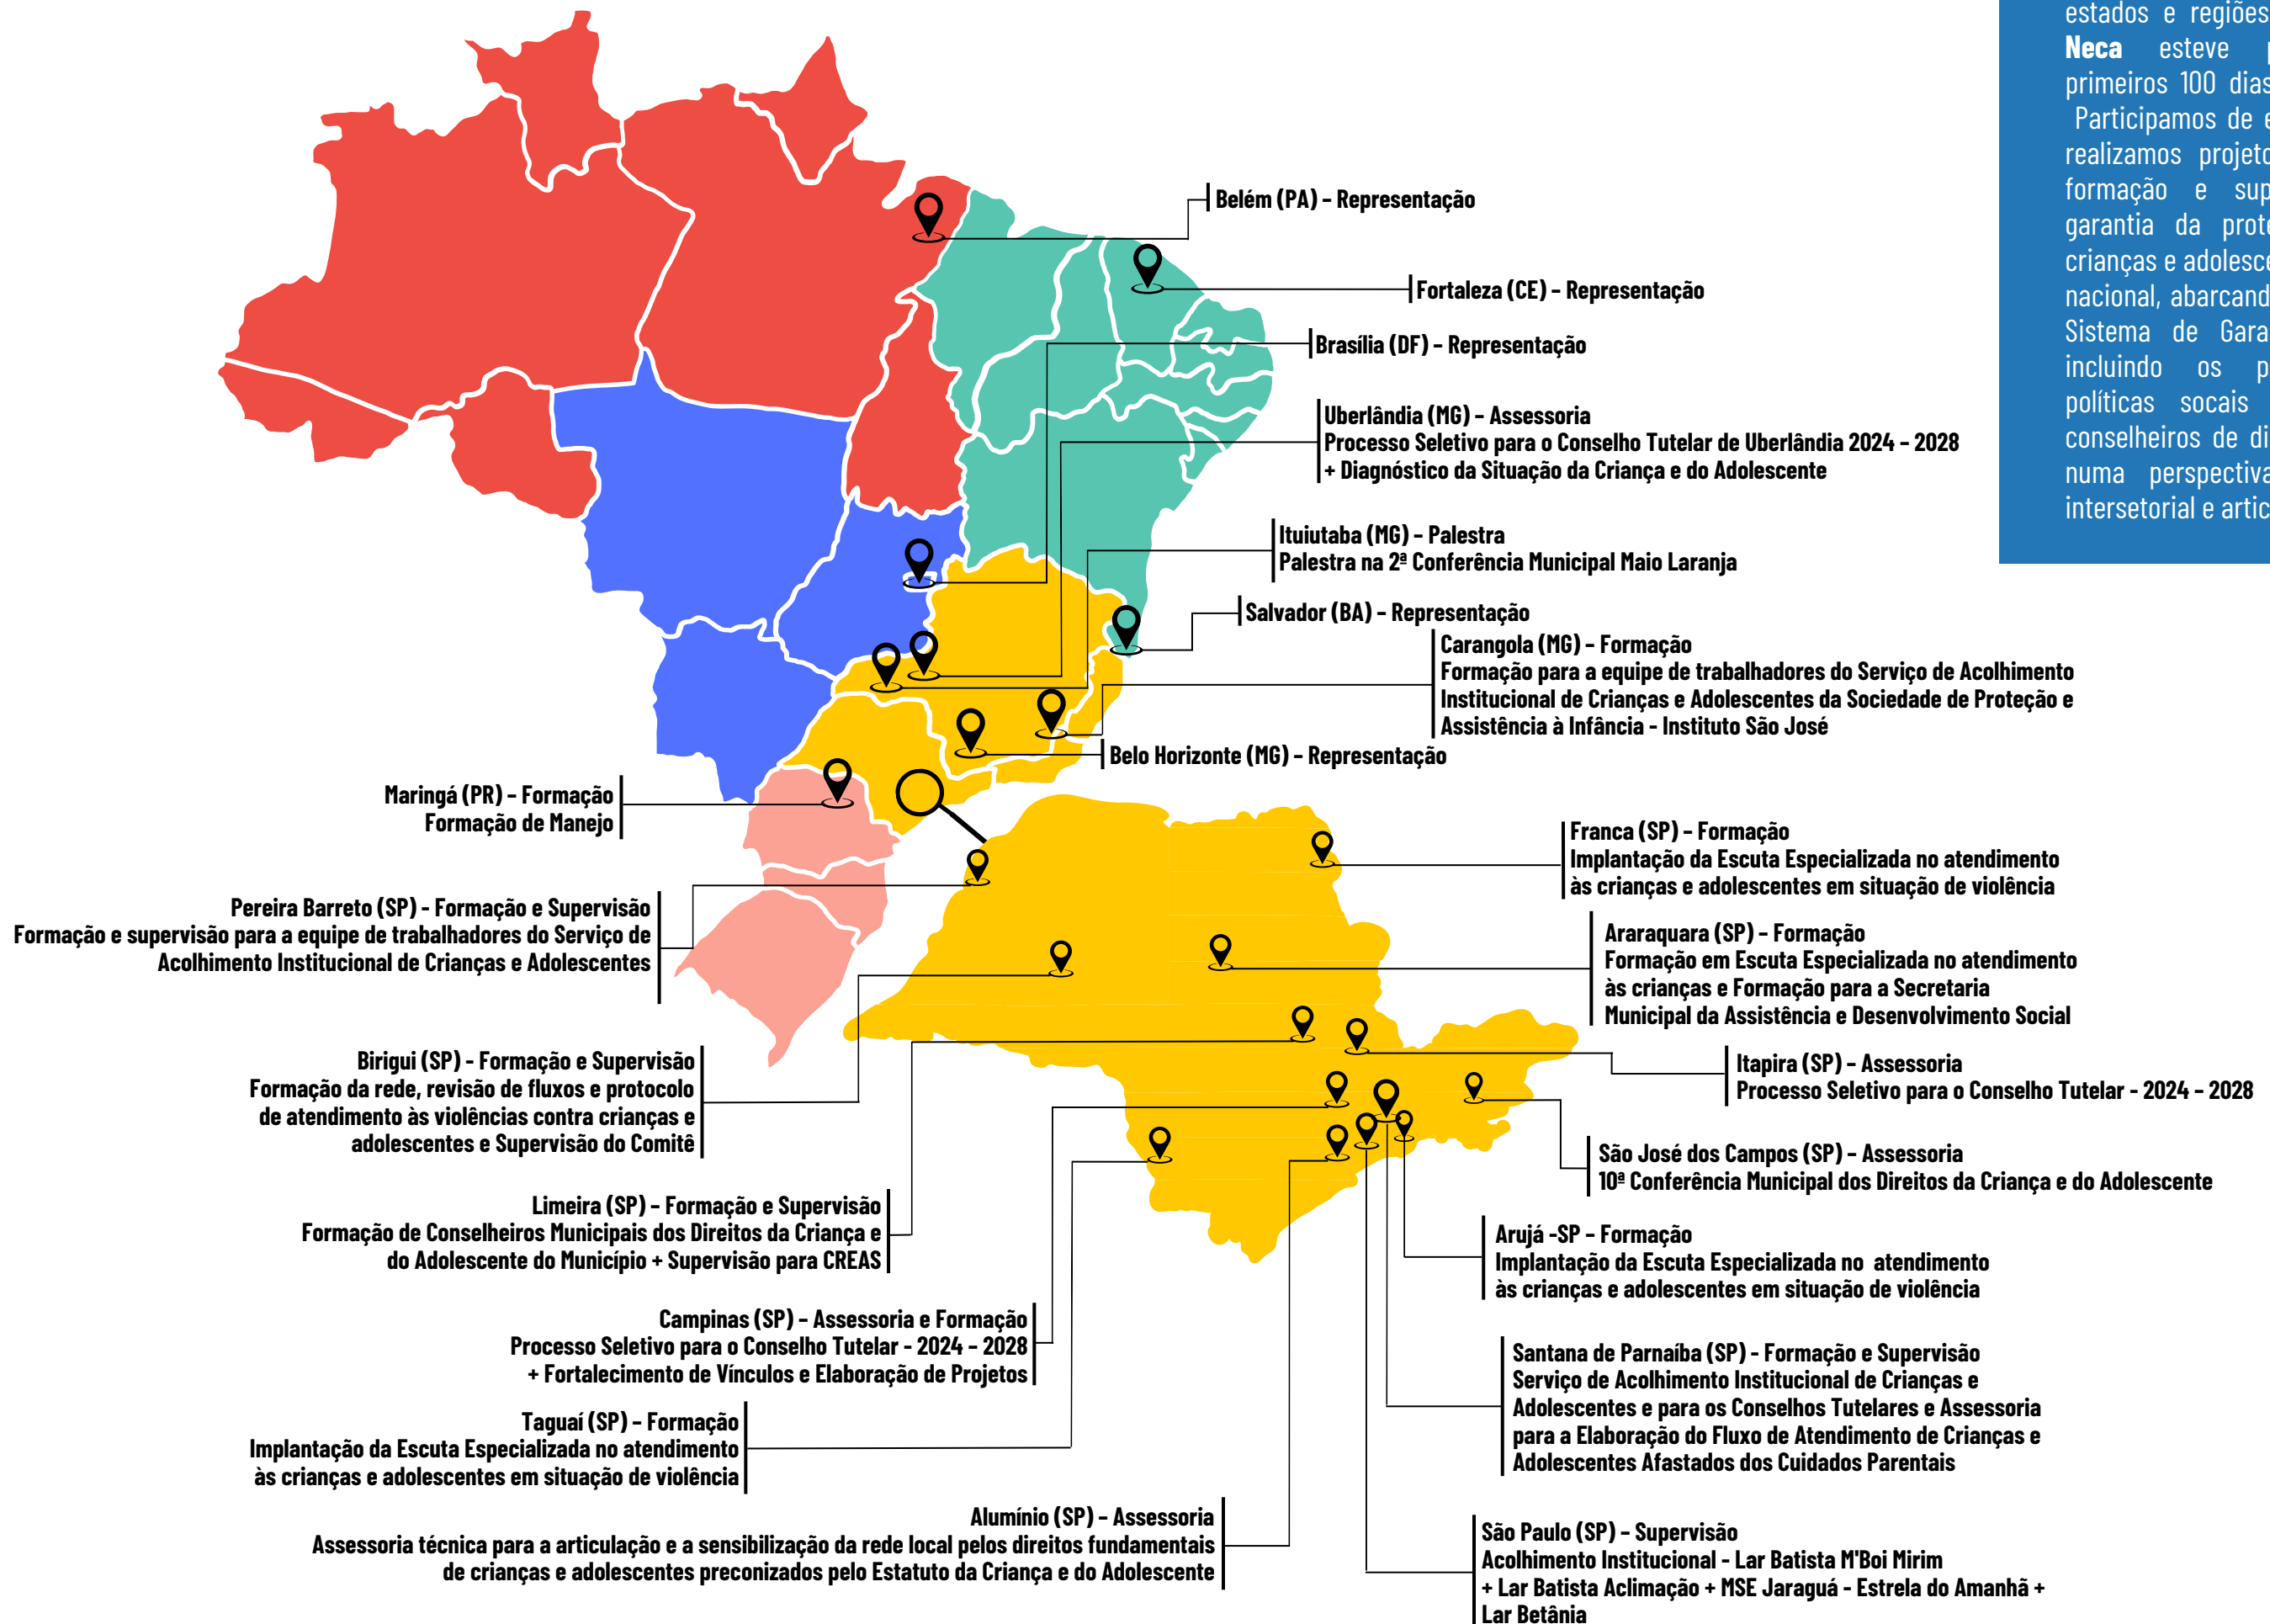 estados e regiões
Neca esteve
primeiros 100 dias
Participamos de
realizamos
formação e
garantia da
crianças e
nacional,
Sistema de
incluindo os
políticas socais
conselheiros de
numa
intersetorial e
Belém (PA) – Representação
Fortaleza (CE) – Representação
Brasília (DF) – Representação
Uberlândia (MG) – Assessoria
Processo Seletivo para o Conselho Tutelar de Uberlândia 2024 – 2028
+ Diagnóstico da Situação da Criança e do Adolescente
Ituiutaba (MG) – Palestra
Palestra na 2ª Conferência Municipal Maio Laranja
Salvador (BA) – Representação
Carangola (MG) – Formação
Formação para a equipe de trabalhadores do Serviço de Acolhimento
Institucional de Crianças e Adolescentes da Sociedade de Proteção e
Assistência à Infância - Instituto São José
Belo Horizonte (MG) – Representação
Maringá (PR) – Formação
Formação de Manejo
Franca (SP) – Formação
Implantação da Escuta Especializada no atendimento
às crianças e adolescentes em situação de violência
Pereira Barreto (SP) - Formação e Supervisão
Formação e supervisão para a equipe de trabalhadores do Serviço de
Acolhimento Institucional de Crianças e Adolescentes
Araraquara (SP) – Formação
Formação em Escuta Especializada no atendimento
às crianças e Formação para a Secretaria
Municipal da Assistência e Desenvolvimento Social
Birigui (SP) - Formação e Supervisão
Formação da rede, revisão de fluxos e protocolo
de atendimento às violências contra crianças e
adolescentes e Supervisão do Comitê
Itapira (SP) – Assessoria
Processo Seletivo para o Conselho Tutelar - 2024 – 2028
São José dos Campos (SP) – Assessoria
10ª Conferência Municipal dos Direitos da Criança e do Adolescente
Limeira (SP) – Formação e Supervisão
Formação de Conselheiros Municipais dos Direitos da Criança e
do Adolescente do Município + Supervisão para CREAS
Arujá -SP – Formação
Implantação da Escuta Especializada no atendimento
às crianças e adolescentes em situação de violência
Campinas (SP) – Assessoria e Formação
Processo Seletivo para o Conselho Tutelar - 2024 – 2028
+ Fortalecimento de Vínculos e Elaboração de Projetos
Santana de Parnaíba (SP) - Formação e Supervisão
Serviço de Acolhimento Institucional de Crianças e
Adolescentes e para os Conselhos Tutelares e Assessoria
para a Elaboração do Fluxo de Atendimento de Crianças e
Adolescentes Afastados dos Cuidados Parentais
Taguaí (SP) – Formação
Implantação da Escuta Especializada no atendimento
às crianças e adolescentes em situação de violência
Alumínio (SP) – Assessoria
Assessoria técnica para a articulação e a sensibilização da rede local pelos direitos fundamentais
de crianças e adolescentes preconizados pelo Estatuto da Criança e do Adolescente
São Paulo (SP) – Supervisão
Acolhimento Institucional - Lar Batista M'Boi Mirim
+ Lar Batista Aclimação + MSE Jaraguá - Estrela do Amanhã +
Lar Betânia